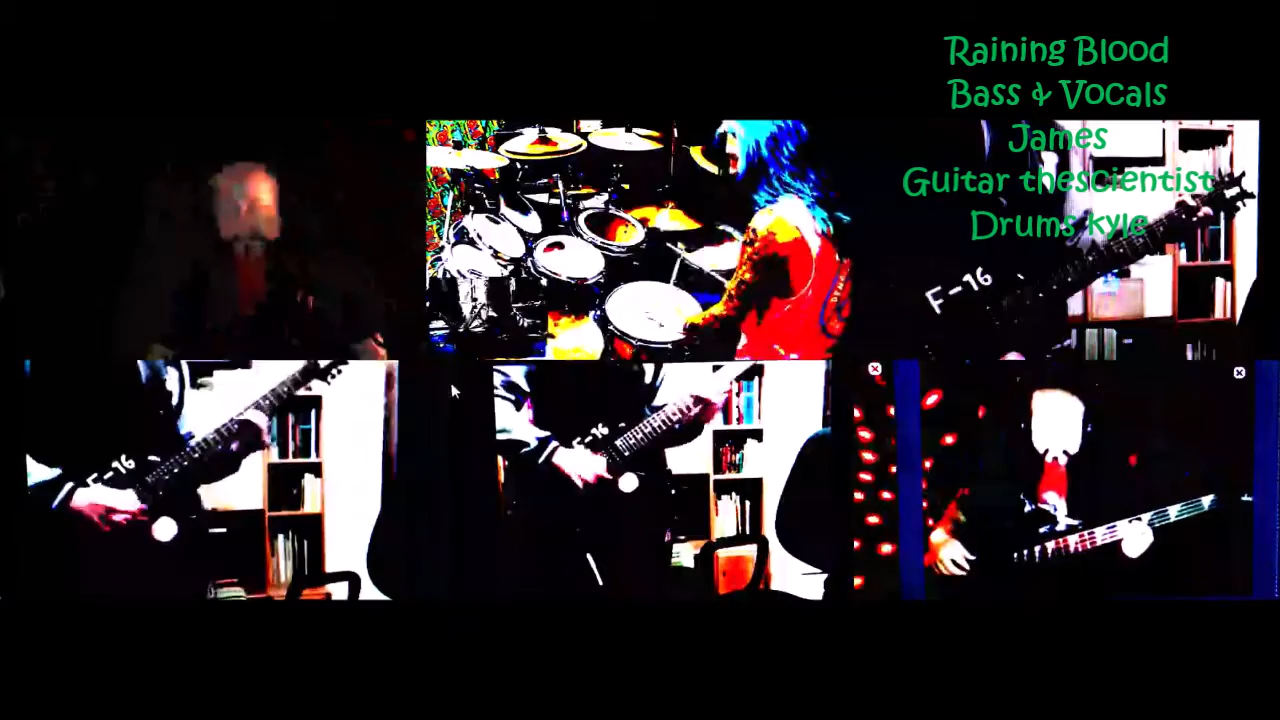 Raining Blood
Bass & Vocals
James
Guitar thescientist
Drums kyle
F-16
F-16
F-16